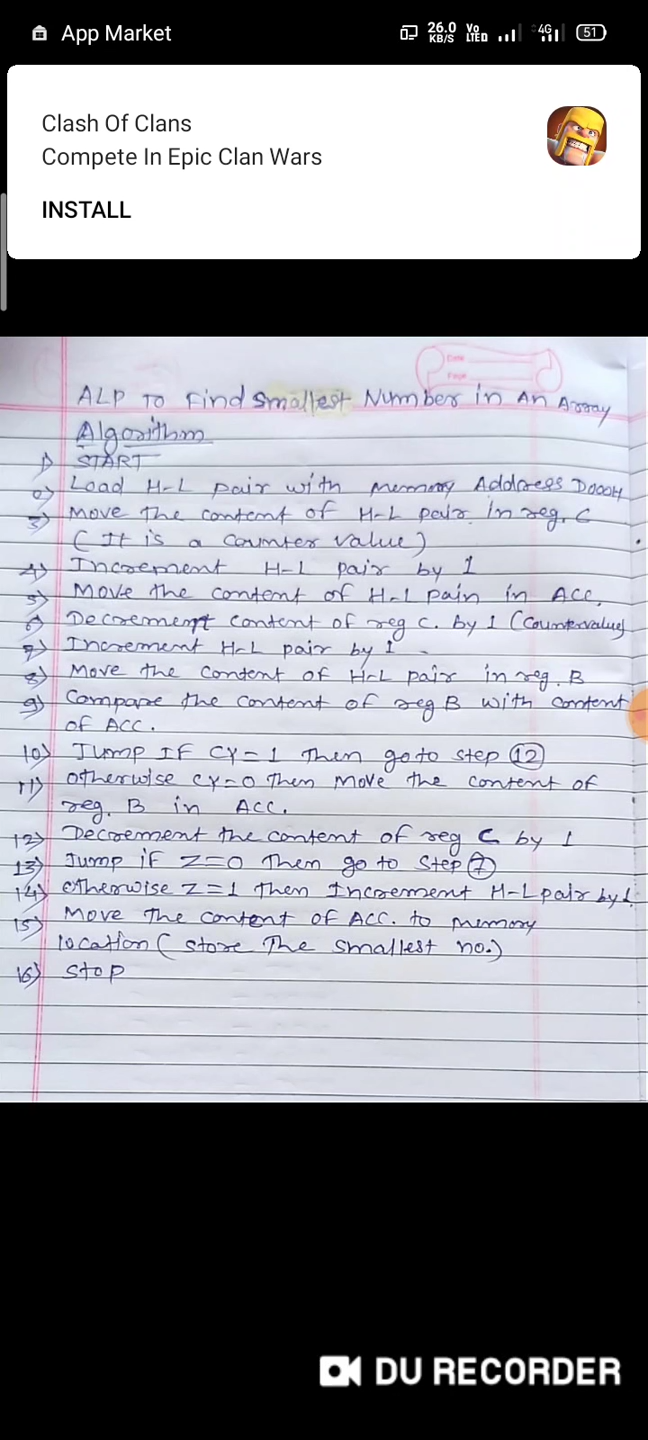 App Market
26.0 KB/S Vo LTED 4G 51
Clash Of Clans
Compete In Epic Clan Wars
INSTALL
Date
Page
ALP TO Find Smallest Number in An Array
Algorithm
1) START
2) Load H-L pair with memory Address D000H
3) Move the content of H-L pair in reg. C
( It is a counter value)
4) Increment H-L pair by 1
5) Move the content of H-L pain in Acc.
6) Decrement content of reg C. by 1 (Countervalue)
7) Increment H-L pair by 1
8) Move the content of H-L pair in reg. B
9) Compare the content of reg B with content
of ACC.
10) Jump IF CY=1 Then go to step 12
11) otherwise CY=0 Then Move the content of
reg. B in ACC.
12) Decrement the content of reg C by 1
13) Jump if Z=0 Then go to Step 7
14) otherwise Z=1 then Increment H-L pair by 1.
15) Move The content of ACC. to memory
location ( store The smallest no.)
16) Stop
DU RECORDER